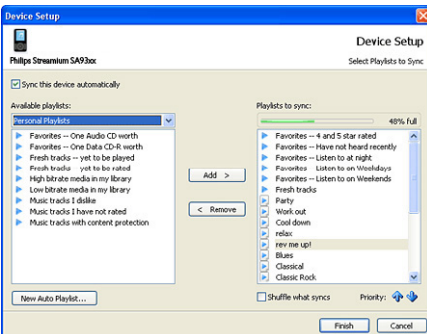 Device Setup
Device Setup
Philips Streamium SA93xx
Select Playlists to Sync
Sync this device automatically
Available playlists:
Personal Playlists
Favorites -- One Audio CD worth
Favorites -- One Data CD-R worth
Fresh tracks -- yet to be played
Fresh tracks -- yet to be rated
High bitrate media in my library
Low bitrate media in my library
Music tracks I dislike
Music tracks I have not rated
Music tracks with content protection
New Auto Playlist...
Add >
< Remove
Playlists to sync:
48% full
Favorites -- 4 and 5 star rated
Favorites -- Have not heard recently
Favorites -- Listen to at night
Favorites -- Listen to on Weekdays
Favorites -- Listen to on Weekends
Fresh tracks
Party
Work out
Cool down
relax
rev me up!
Blues
Classical
Classic Rock
Shuffle what syncs
Priority:
Finish
Cancel